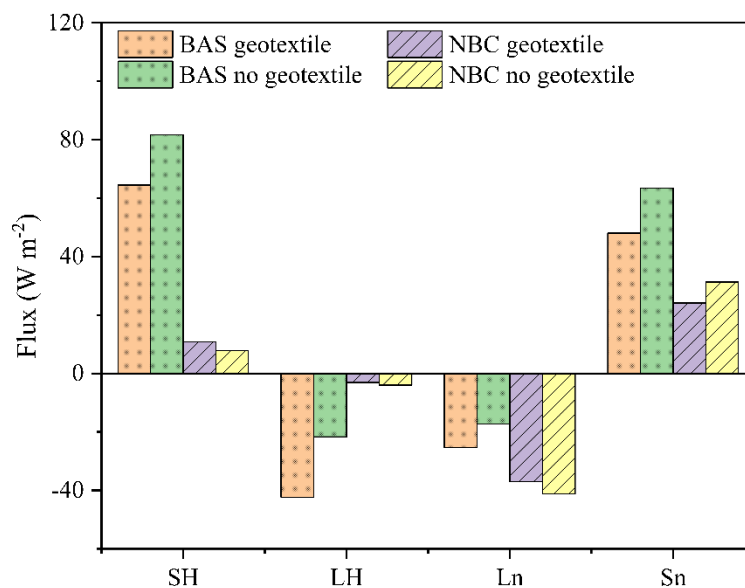 120
80
40
0
-40
Flux (W m-2)
BAS geotextile
NBC geotextile
BAS no geotextile
NBC no geotextile
SH
LH
Ln
Sn